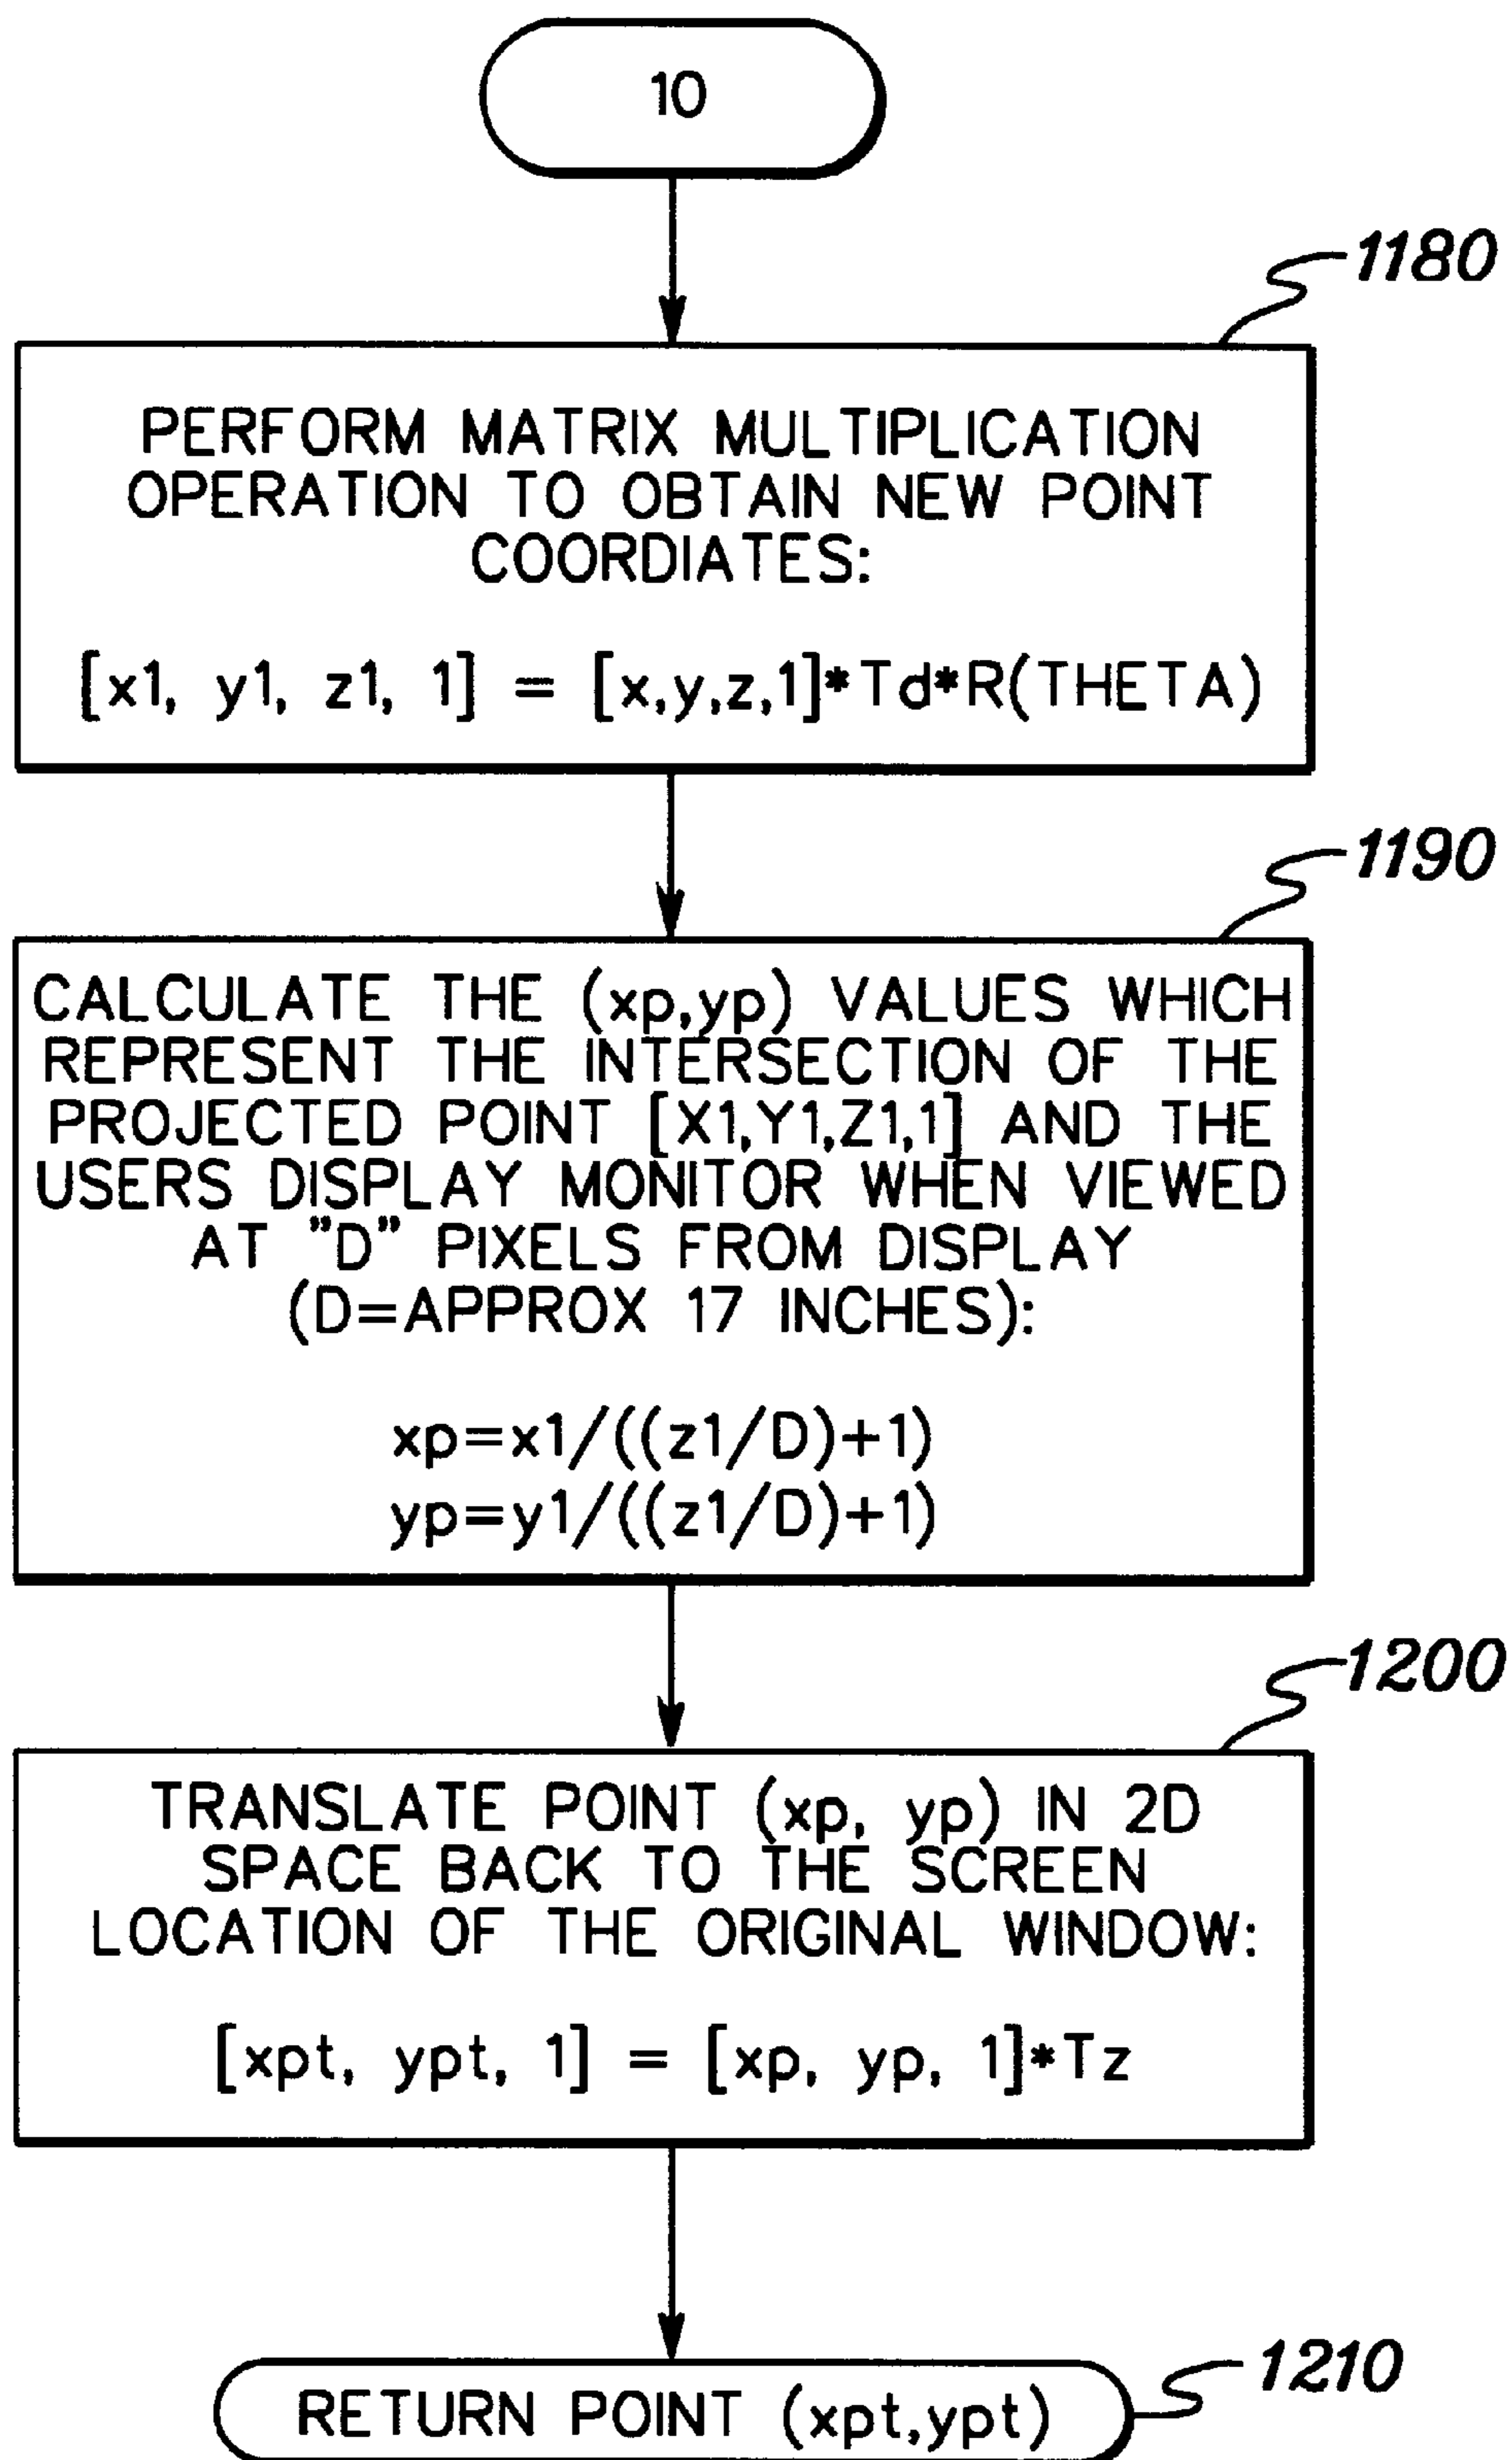 10
1180
PERFORM MATRIX MULTIPLICATION
OPERATION TO OBTAIN NEW POINT
COORDIATES:
[x1, y1, z1, 1] = [x,y,z,1]*Td*R(THETA)
1190
CALCULATE THE (xp,yp) VALUES WHICH
REPRESENT THE INTERSECTION OF THE
PROJECTED POINT [X1,Y1,Z1,1] AND THE
USERS DISPLAY MONITOR WHEN VIEWED
AT "D" PIXELS FROM DISPLAY
(D=APPROX 17 INCHES):
xp=x1/((z1/D)+1)
yp=y1/((z1/D)+1)
1200
TRANSLATE POINT (xp, yp) IN 2D
SPACE BACK TO THE SCREEN
LOCATION OF THE ORIGINAL WINDOW:
[xpt, ypt, 1] = [xp, yp, 1]*Tz
1210
RETURN POINT (xpt,ypt)